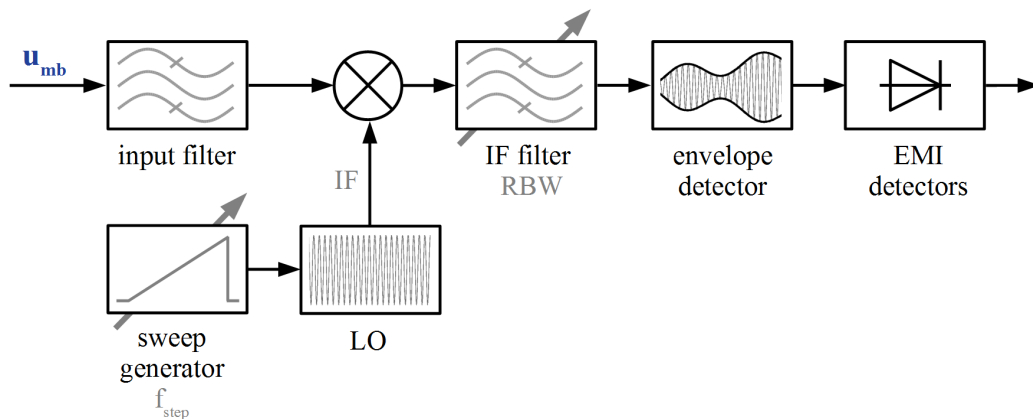 u_mb
input filter
IF
IF filter
RBW
envelope
detector
EMI
detectors
sweep
generator
f_step
LO